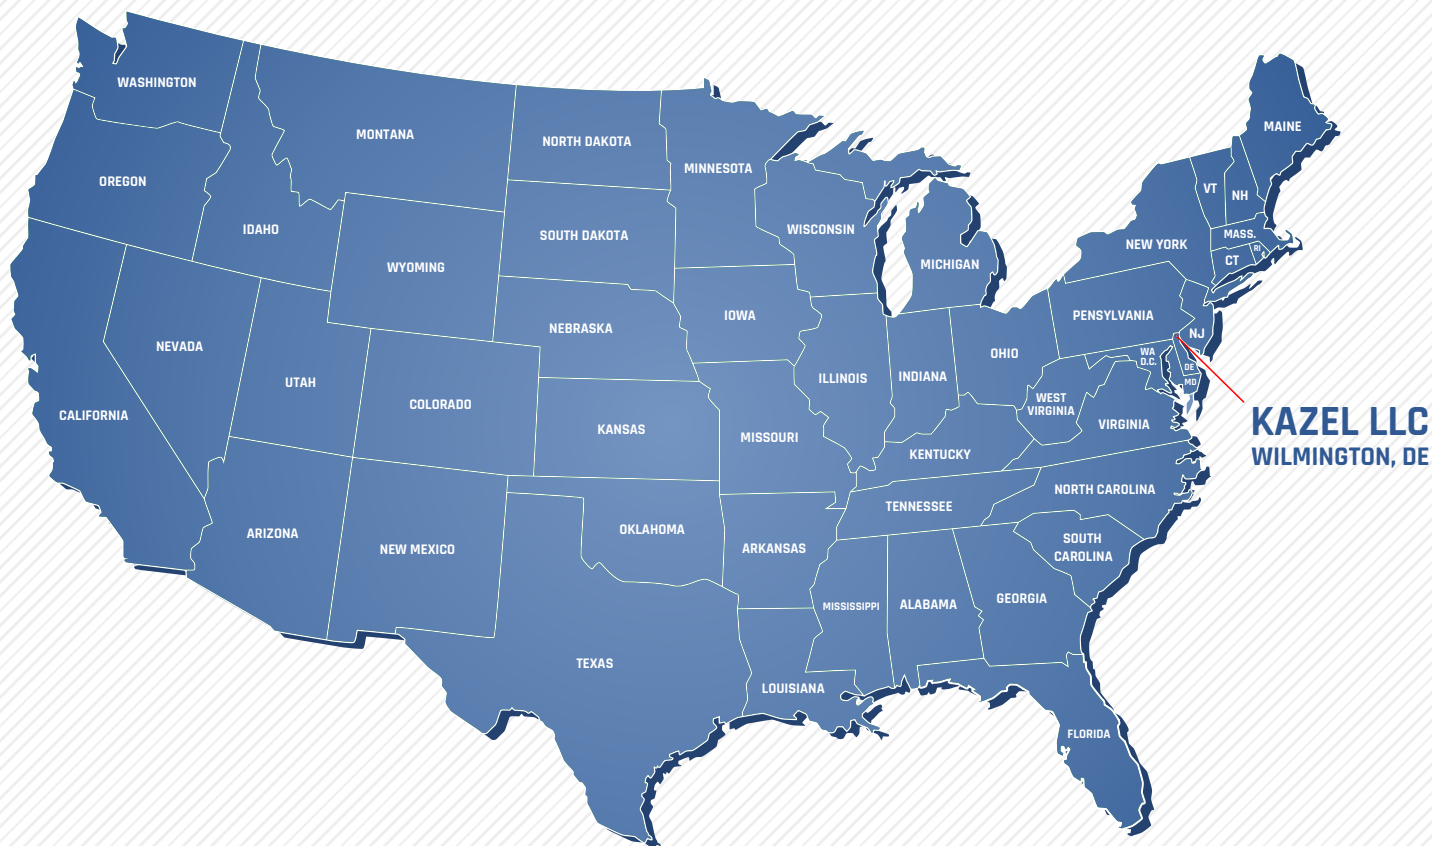 WASHINGTON
MONTANA
NORTH DAKOTA
MINNESOTA
MAINE
OREGON
IDAHO
WYOMING
SOUTH DAKOTA
WISCONSIN
MICHIGAN
NEW YORK
VT
NH
MASS.
CT
RI
NEVADA
UTAH
COLORADO
NEBRASKA
IOWA
ILLINOIS
INDIANA
OHIO
PENSYLVANIA
NJ
WA
D.C.
DE
MD
CALIFORNIA
KANSAS
MISSOURI
KENTUCKY
WEST
VIRGINIA
VIRGINIA
KAZEL LLC
WILMINGTON, DE
ARIZONA
NEW MEXICO
OKLAHOMA
ARKANSAS
TENNESSEE
NORTH CAROLINA
SOUTH
CAROLINA
TEXAS
LOUISIANA
MISSISSIPPI
ALABAMA
GEORGIA
FLORIDA